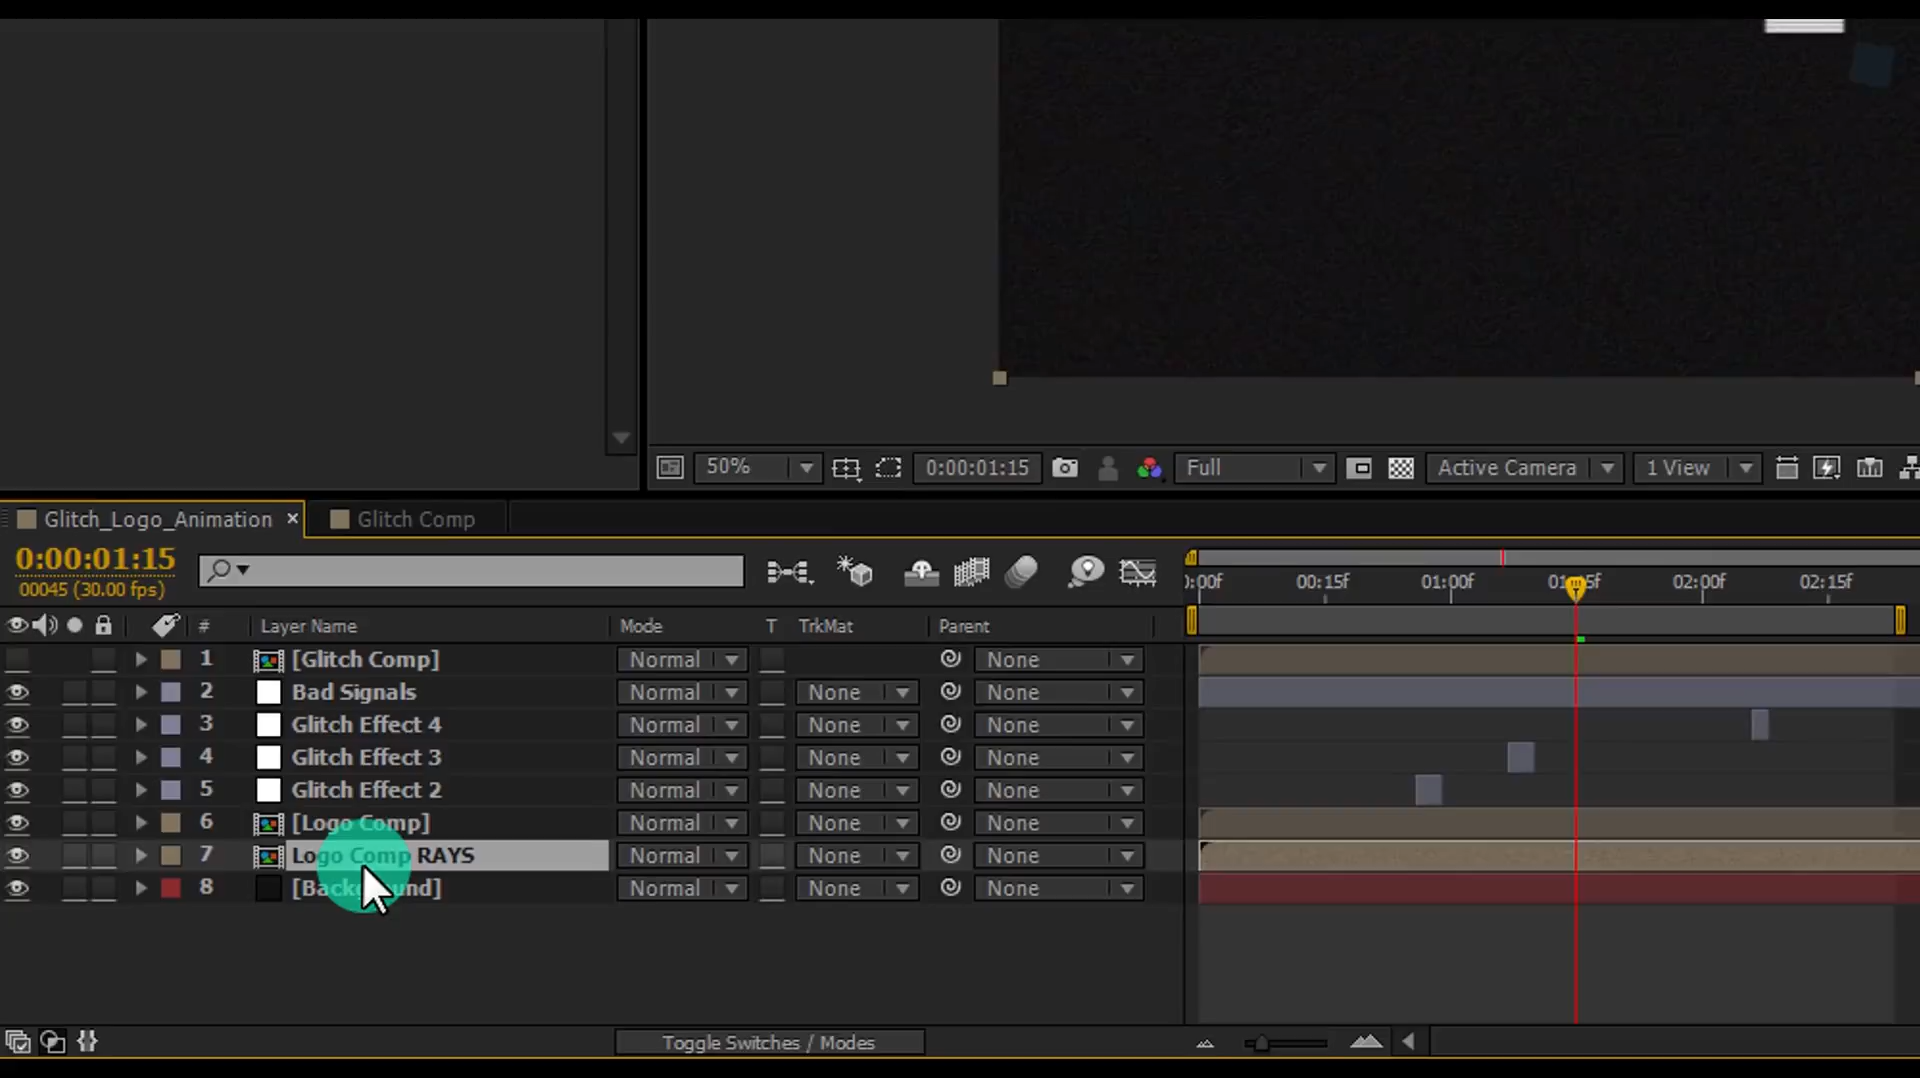 50%
0:00:01:15
Full
Active Camera
1 View
Glitch_Logo_Animation ×
Glitch Comp
0:00:01:15
00045 (30.00 fps)
00f 00:15f 01:00f 02:00f 02:15f
# Layer Name Mode T TrkMat Parent
1 [Glitch Comp] Normal None
2 Bad Signals Normal None None
3 Glitch Effect 4 Normal None None
4 Glitch Effect 3 Normal None None
5 Glitch Effect 2 Normal None None
6 [Logo Comp] Normal None None
7 Logo Comp RAYS Normal None None
8 [Background] Normal None None
Toggle Switches / Modes